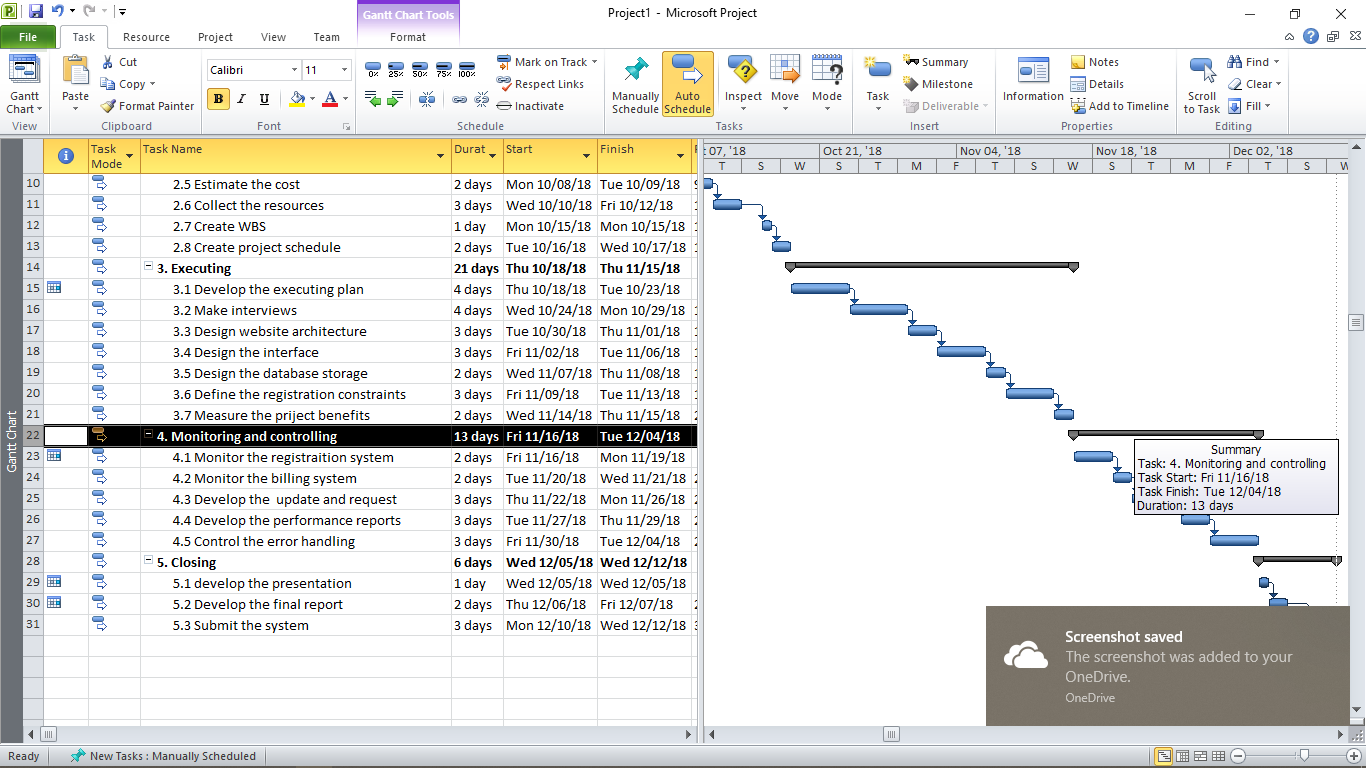 Project1 - Microsoft Project
Gantt Chart Tools
File Task Resource Project View Team Format
Gantt Chart
View
Paste
Cut
Copy
Format Painter
Clipboard
Calibri 11
B I U
Font
0% 25% 50% 75% 100%
Mark on Track
Respect Links
Inactivate
Schedule
Manually Schedule
Auto Schedule
Inspect
Move
Mode
Tasks
Task
Summary
Milestone
Deliverable
Insert
Information
Notes
Details
Add to Timeline
Properties
Scroll to Task
Find
Clear
Fill
Editing
Task Mode Task Name Durat Start Finish
t 07, '18 Oct 21, '18 Nov 04, '18 Nov 18, '18 Dec 02, '18
T S W S T M F T W S T M F T S W
10 2.5 Estimate the cost 2 days Mon 10/08/18 Tue 10/09/18 9
11 2.6 Collect the resources 3 days Wed 10/10/18 Fri 10/12/18 1
12 2.7 Create WBS 1 day Mon 10/15/18 Mon 10/15/18 1
13 2.8 Create project schedule 2 days Tue 10/16/18 Wed 10/17/18 1
14 3. Executing 21 days Thu 10/18/18 Thu 11/15/18
15 3.1 Develop the executing plan 4 days Thu 10/18/18 Tue 10/23/18
16 3.2 Make interviews 4 days Wed 10/24/18 Mon 10/29/18 1
17 3.3 Design website architecture 3 days Tue 10/30/18 Thu 11/01/18 1
18 3.4 Design the interface 3 days Fri 11/02/18 Tue 11/06/18 1
19 3.5 Design the database storage 2 days Wed 11/07/18 Thu 11/08/18 1
20 3.6 Define the registration constraints 3 days Fri 11/09/18 Tue 11/13/18 1
21 3.7 Measure the priject benefits 2 days Wed 11/14/18 Thu 11/15/18 2
22 4. Monitoring and controlling 13 days Fri 11/16/18 Tue 12/04/18
23 4.1 Monitor the registraition system 2 days Fri 11/16/18 Mon 11/19/18
24 4.2 Monitor the billing system 2 days Tue 11/20/18 Wed 11/21/18 2
25 4.3 Develop the update and request 3 days Thu 11/22/18 Mon 11/26/18 2
26 4.4 Develop the performance reports 3 days Tue 11/27/18 Thu 11/29/18 2
27 4.5 Control the error handling 3 days Fri 11/30/18 Tue 12/04/18 2
28 5. Closing 6 days Wed 12/05/18 Wed 12/12/18
29 5.1 develop the presentation 1 day Wed 12/05/18 Wed 12/05/18
30 5.2 Develop the final report 2 days Thu 12/06/18 Fri 12/07/18 2
31 5.3 Submit the system 3 days Mon 12/10/18 Wed 12/12/18 3
Gantt Chart
Summary
Task: 4. Monitoring and controlling
Task Start: Fri 11/16/18
Task Finish: Tue 12/04/18
Duration: 13 days
Screenshot saved
The screenshot was added to your
OneDrive.
OneDrive
Ready New Tasks : Manually Scheduled